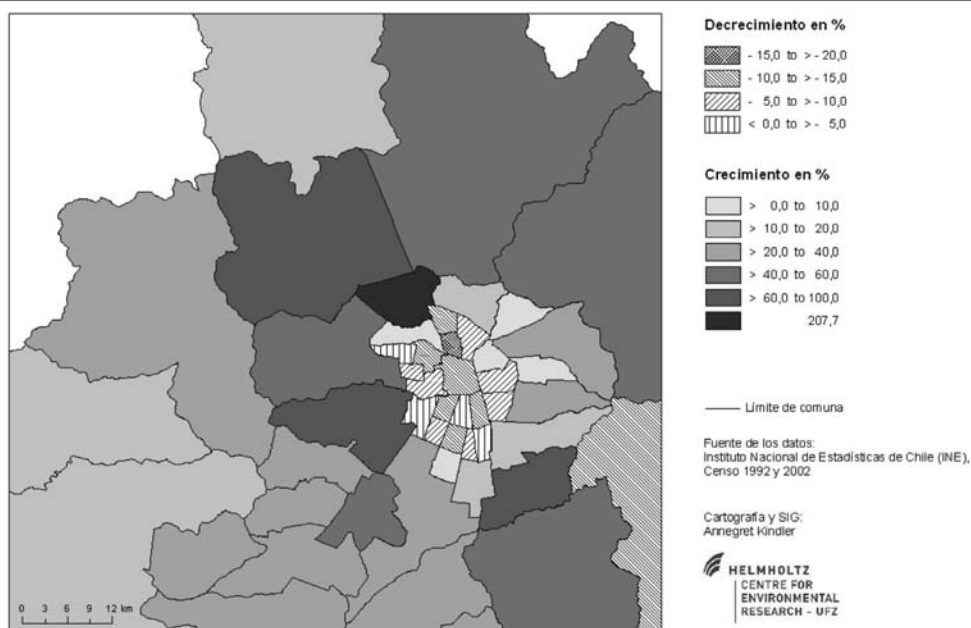 Decrecimiento en %
- 15,0 to > - 20,0
- 10,0 to > - 15,0
- 5,0 to > - 10,0
< 0,0 to > - 5,0
Crecimiento en %
> 0,0 to 10,0
> 10,0 to 20,0
> 20,0 to 40,0
> 40,0 to 60,0
> 60,0 to 100,0
207,7
Límite de comuna
Fuente de los datos:
Instituto Nacional de Estadísticas de Chile (INE),
Censo 1992 y 2002
Cartografía y SIG:
Annegret Kindler
HELMHOLTZ
CENTRE FOR
ENVIRONMENTAL
RESEARCH - UFZ
0 3 6 9 12 km